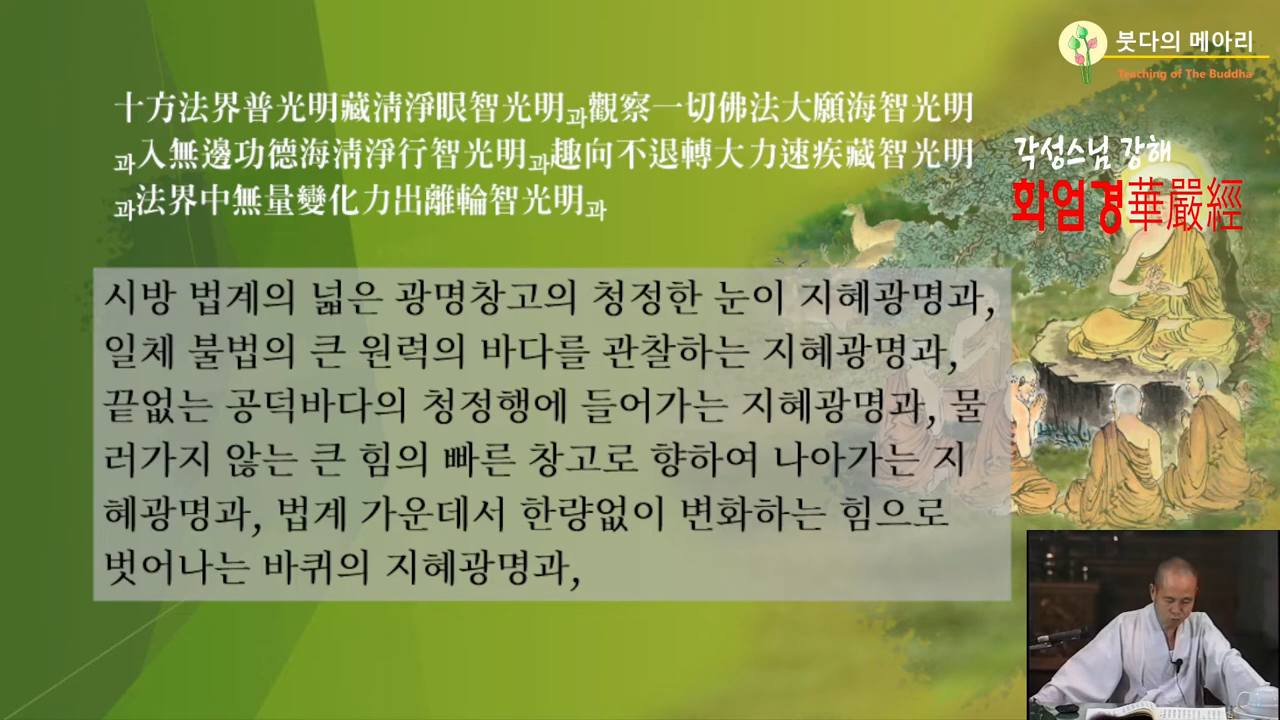 붓다의 메아리
Teaching of The Buddha
十方法界普光明藏淸淨眼智光明과觀察一切佛法大願海智光明
과入無邊功德海淸淨行智光明과趣向不退轉大力速疾藏智光明
과法界中無量變化力出離輪智光明과
각성스님 강해
화엄경華嚴經
시방 법계의 넓은 광명창고의 청정한 눈이 지혜광명과,
일체 불법의 큰 원력의 바다를 관찰하는 지혜광명과,
끝없는 공덕바다의 청정행에 들어가는 지혜광명과, 물
러가지 않는 큰 힘의 빠른 창고로 향하여 나아가는 지
혜광명과, 법계 가운데서 한량없이 변화하는 힘으로
벗어나는 바퀴의 지혜광명과,